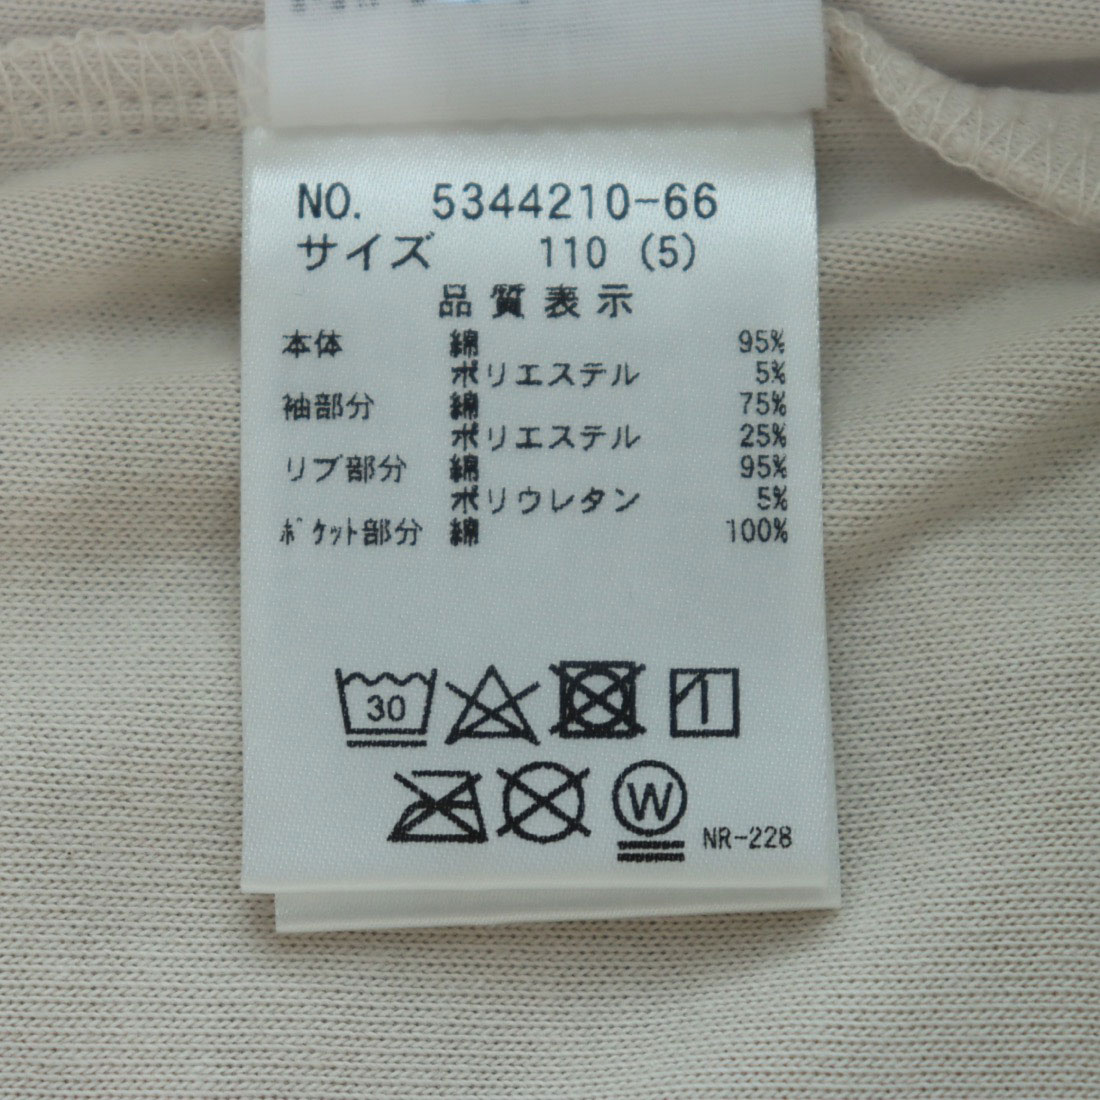 NO. 5344210-66
サイズ 110 (5)
品質表示
本体 綿 95%
ポリエステル 5%
袖部分 綿 75%
ポリエステル 25%
リブ部分 綿 95%
ポリウレタン 5%
ﾎﾟｹｯﾄ部分 綿 100%
30
W NR-228